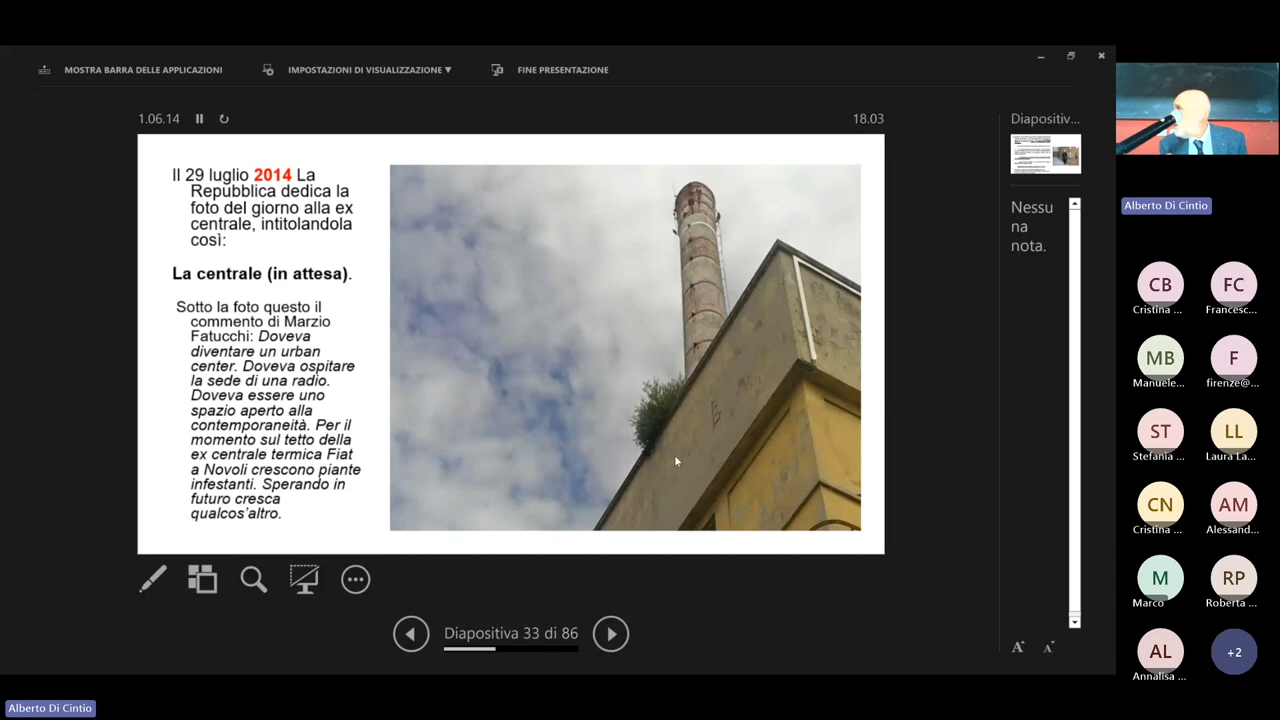 MOSTRA BARRA DELLE APPLICAZIONI
IMPOSTAZIONI DI VISUALIZZAZIONE ▼
FINE PRESENTAZIONE
1.06.14
18.03
Il 29 luglio 2014 La
Repubblica dedica la
foto del giorno alla ex
centrale, intitolandola
così:
La centrale (in attesa).
Sotto la foto questo il
commento di Marzio
Fatucchi: Doveva
diventare un urban
center. Doveva ospitare
la sede di una radio.
Doveva essere uno
spazio aperto alla
contemporaneità. Per il
momento sul tetto della
ex centrale termica Fiat
a Novoli crescono piante
infestanti. Sperando in
futuro cresca
qualcos'altro.
Diapositiva 33 di 86
Diapositiv...
Nessu
na
nota.
A A
Alberto Di Cintio
CB FC
Cristina ... Francesc...
MB F
Manuele... firenze@...
ST LL
Stefania ... Laura La...
CN AM
Cristina ... Alessand...
M RP
Marco Roberta ...
AL +2
Annalisa ...
Alberto Di Cintio